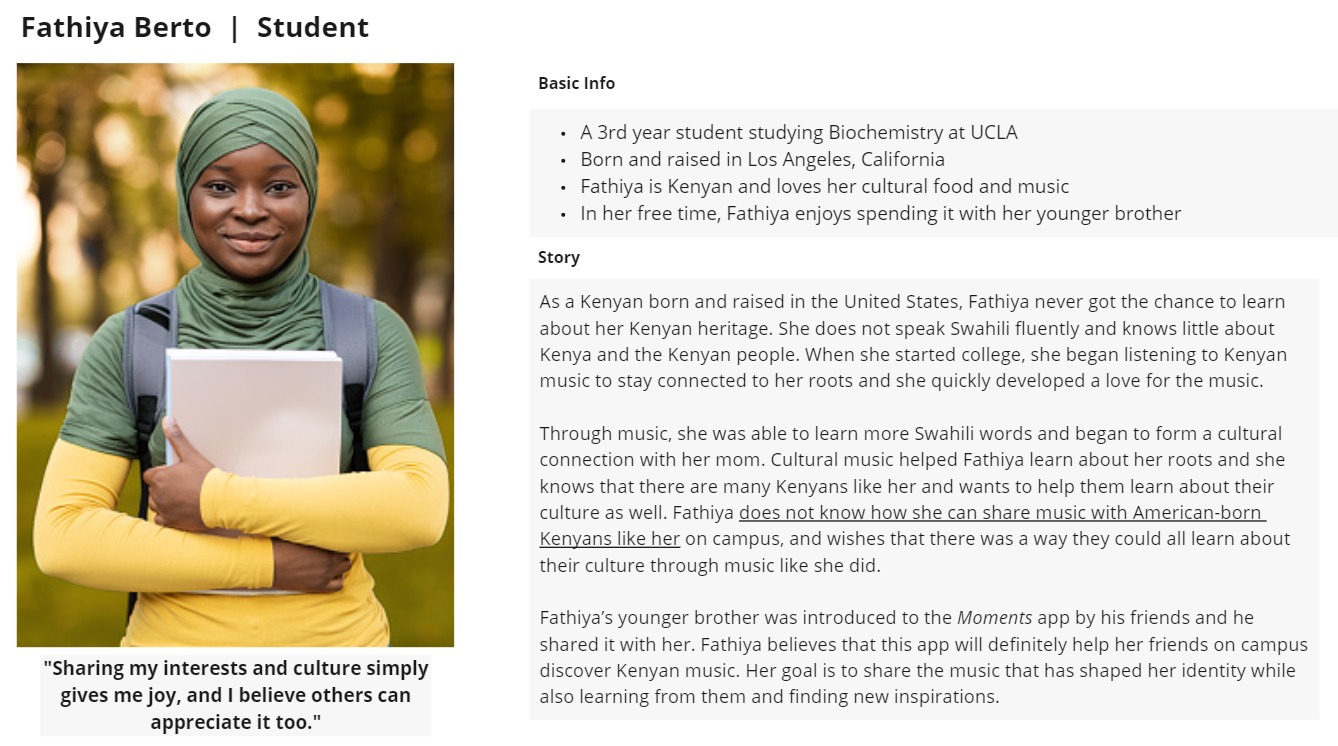 Fathiya Berto | Student
Basic Info
• A 3rd year student studying Biochemistry at UCLA
• Born and raised in Los Angeles, California
• Fathiya is Kenyan and loves her cultural food and music
• In her free time, Fathiya enjoys spending it with her younger brother
Story
As a Kenyan born and raised in the United States, Fathiya never got the chance to learn
about her Kenyan heritage. She does not speak Swahili fluently and knows little about
Kenya and the Kenyan people. When she started college, she began listening to Kenyan
music to stay connected to her roots and she quickly developed a love for the music.
Through music, she was able to learn more Swahili words and began to form a cultural
connection with her mom. Cultural music helped Fathiya learn about her roots and she
knows that there are many Kenyans like her and wants to help them learn about their
culture as well. Fathiya does not know how she can share music with American-born
Kenyans like her on campus, and wishes that there was a way they could all learn about
their culture through music like she did.
Fathiya’s younger brother was introduced to the Moments app by his friends and he
shared it with her. Fathiya believes that this app will definitely help her friends on campus
discover Kenyan music. Her goal is to share the music that has shaped her identity while
also learning from them and finding new inspirations.
"Sharing my interests and culture simply
gives me joy, and I believe others can
appreciate it too."